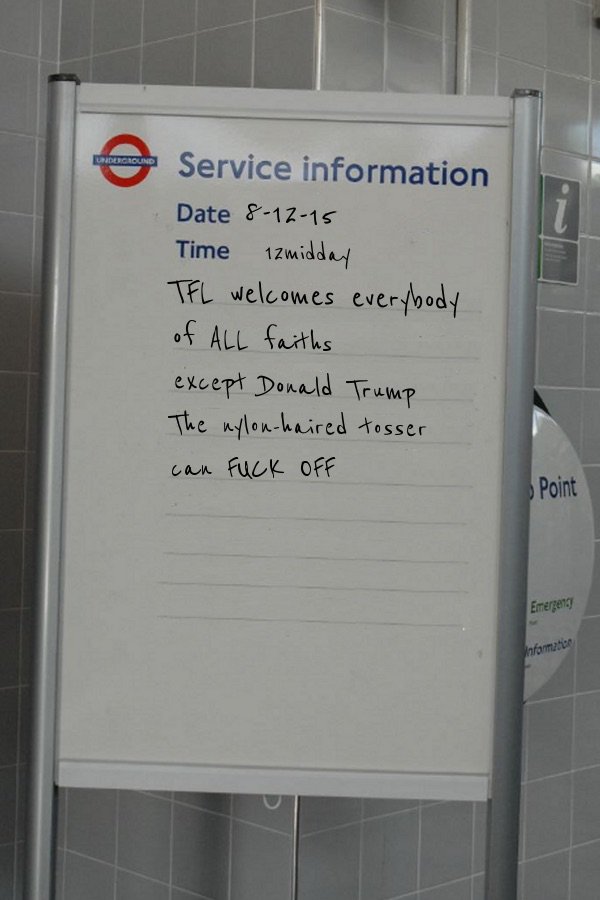 UNDERGROUND
Service information
Date 8-12-15
Time 12midday
TFL welcomes everybody
of ALL faiths
except Donald Trump
The nylon-haired tosser
can FUCK OFF
i
Point
Emergency
Information